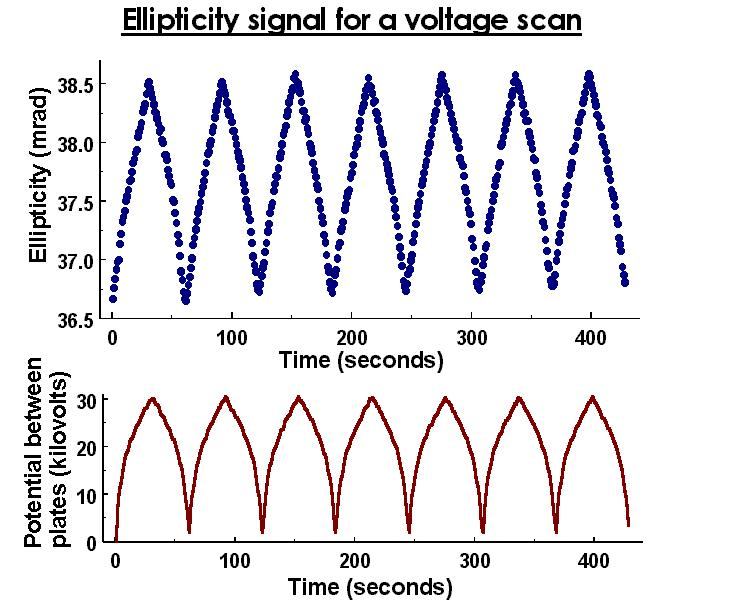 Ellipticity signal for a voltage scan
Ellipticity (mrad)
38.5
38.0
37.5
37.0
36.5
0 100 200 300 400
Time (seconds)
Potential between
plates (kilovolts)
30
20
10
0
0 100 200 300 400
Time (seconds)